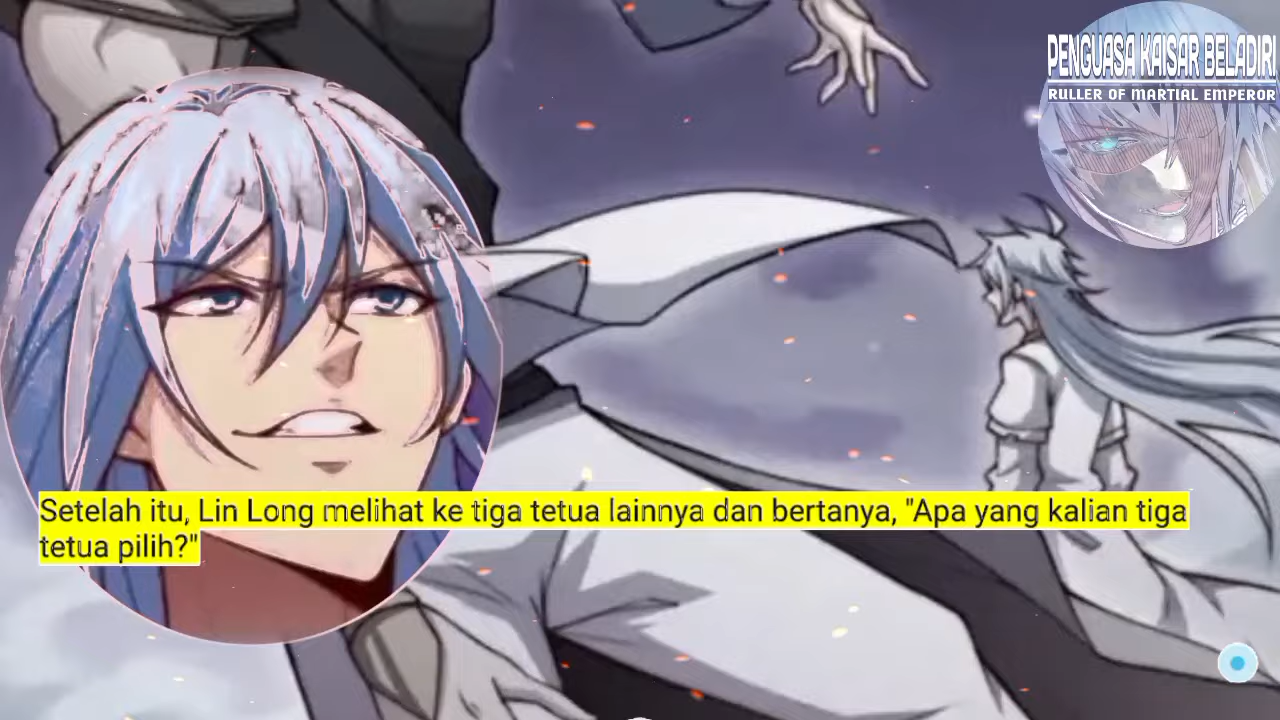 PENGUASA KAISAR BELADIRI
RULLER OF MARTIAL EMPEROR
Setelah itu, Lin Long melihat ke tiga tetua lainnya dan bertanya, "Apa yang kalian tiga
tetua pilih?"